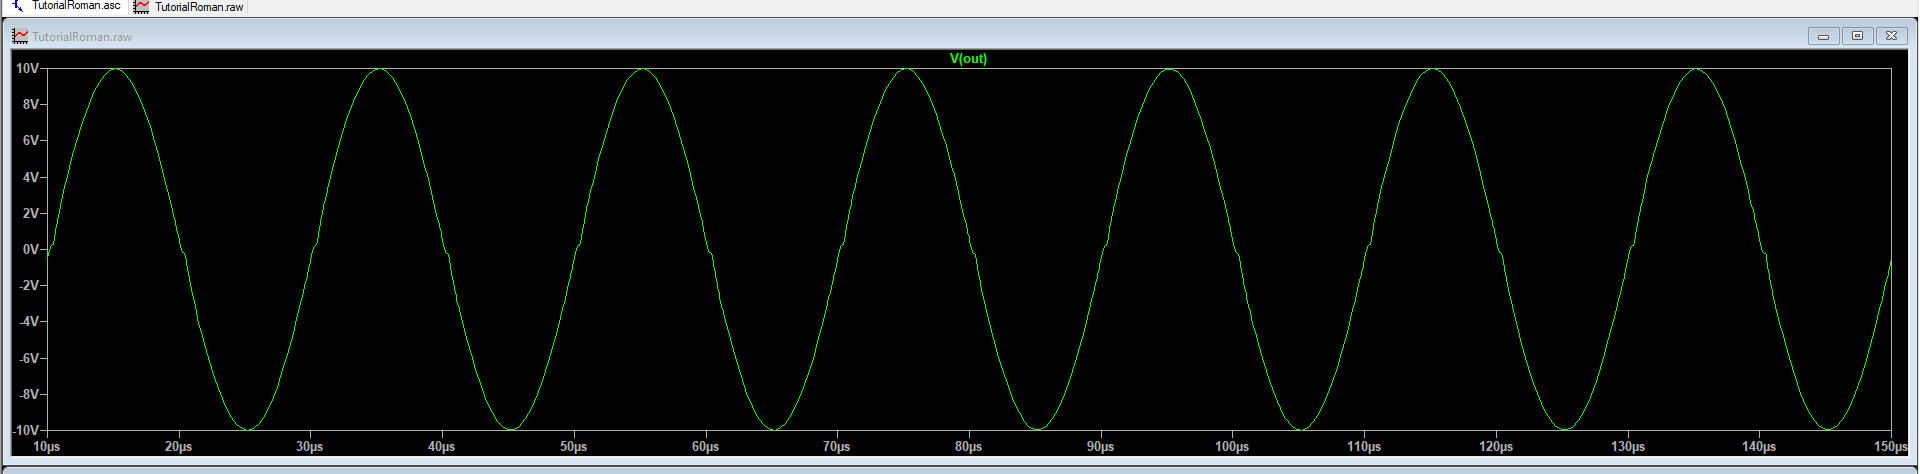 TutorialRoman.asc TutorialRoman.raw
TutorialRoman.raw
V(out)
10V
8V
6V
4V
2V
0V
-2V
-4V
-6V
-8V
-10V
10µs 20µs 30µs 40µs 50µs 60µs 70µs 80µs 90µs 100µs 110µs 120µs 130µs 140µs 150µs